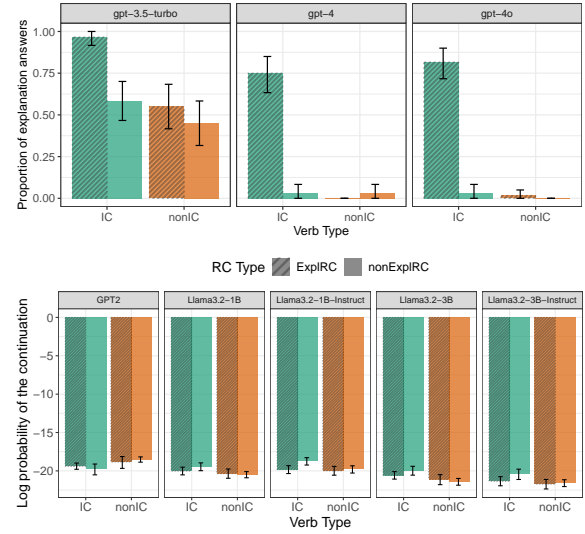 gpt−3.5−turbo gpt−4 gpt−4o
Proportion of explanation answers
1.00
0.75
0.50
0.25
0.00
IC nonIC IC nonIC IC nonIC
Verb Type
RC Type ExplRC nonExplRC
GPT2 Llama3.2−1B Llama3.2−1B−Instruct Llama3.2−3B Llama3.2−3B−Instruct
Log probability of the continuation
0
−5
−10
−15
−20
IC nonIC IC nonIC IC nonIC IC nonIC IC nonIC
Verb Type